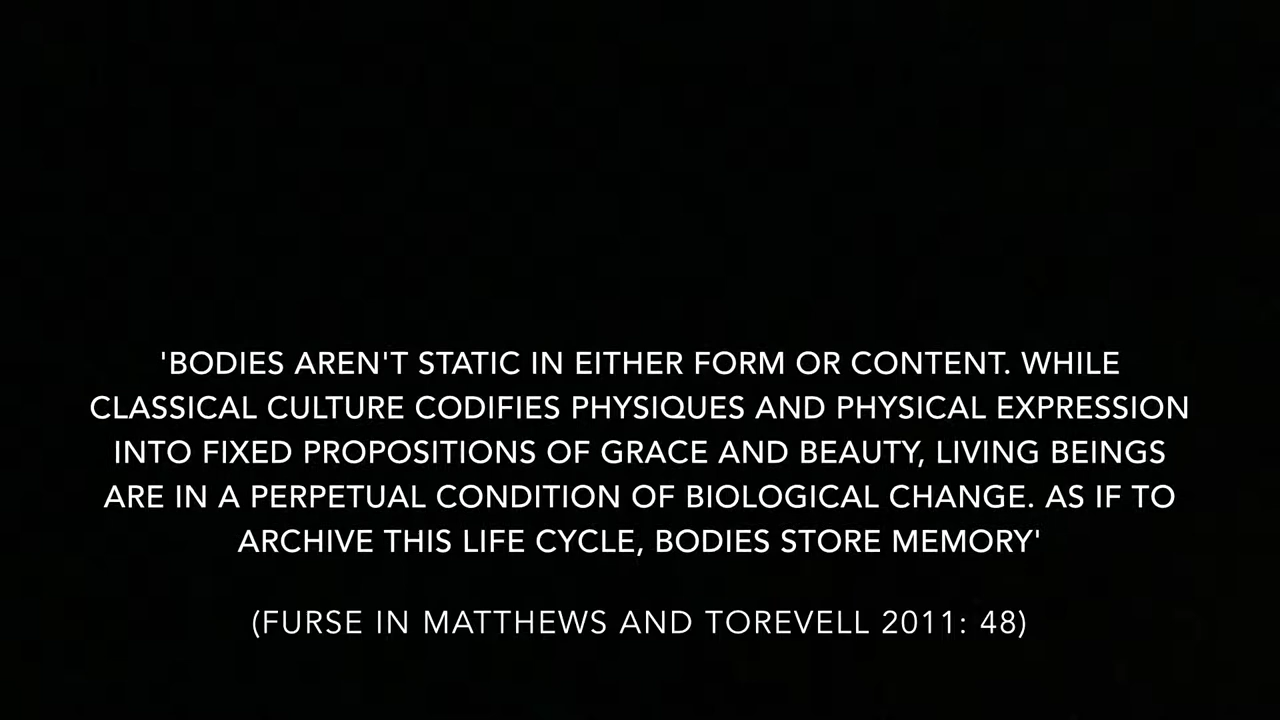 'BODIES AREN'T STATIC IN EITHER FORM OR CONTENT. WHILE
CLASSICAL CULTURE CODIFIES PHYSIQUES AND PHYSICAL EXPRESSION
INTO FIXED PROPOSITIONS OF GRACE AND BEAUTY, LIVING BEINGS
ARE IN A PERPETUAL CONDITION OF BIOLOGICAL CHANGE. AS IF TO
ARCHIVE THIS LIFE CYCLE, BODIES STORE MEMORY'
(FURSE IN MATTHEWS AND TOREVELL 2011: 48)